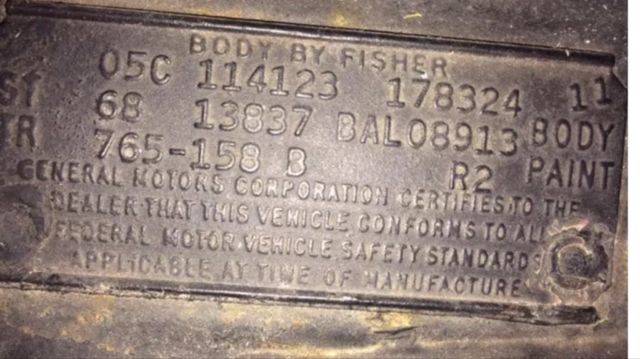 BODY BY FISHER
05C 114123 178324 11
ST 68 13837 BAL08913 BODY
TR 765-158 B R2 PAINT
GENERAL MOTORS CORPORATION CERTIFIES TO THE
DEALER THAT THIS VEHICLE CONFORMS TO ALL
FEDERAL MOTOR VEHICLE SAFETY STANDARDS
APPLICABLE AT TIME OF MANUFACTURE